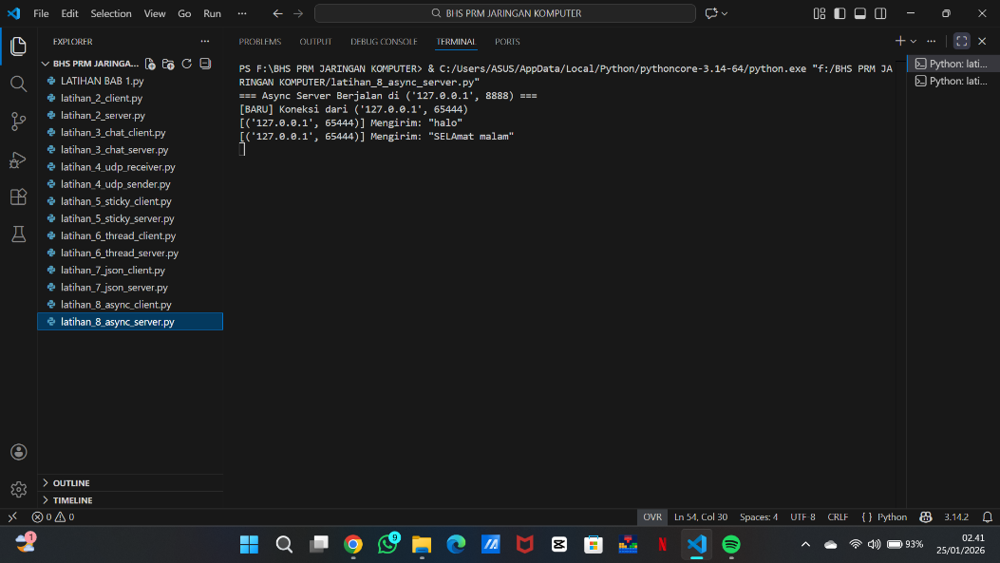 File Edit Selection View Go Run ··· BHS PRM JARINGAN KOMPUTER
EXPLORER ···
BHS PRM JARINGA...
LATIHAN BAB 1.py
latihan_2_client.py
latihan_2_server.py
latihan_3_chat_client.py
latihan_3_chat_server.py
latihan_4_udp_receiver.py
latihan_4_udp_sender.py
latihan_5_sticky_client.py
latihan_5_sticky_server.py
latihan_6_thread_client.py
latihan_6_thread_server.py
latihan_7_json_client.py
latihan_7_json_server.py
latihan_8_async_client.py
latihan_8_async_server.py
OUTLINE
TIMELINE
PROBLEMS OUTPUT DEBUG CONSOLE TERMINAL PORTS
PS F:\BHS PRM JARINGAN KOMPUTER> & C:/Users/ASUS/AppData/Local/Python/pythoncore-3.14-64/python.exe "f:/BHS PRM JA
RINGAN KOMPUTER/latihan_8_async_server.py"
=== Async Server Berjalan di ('127.0.0.1', 8888) ===
[BARU] Koneksi dari ('127.0.0.1', 65444)
[('127.0.0.1', 65444)] Mengirim: "halo"
[('127.0.0.1', 65444)] Mengirim: "SELAmat malam"
Python: lati...
Python: lati...
0 0 OVR Ln 54, Col 30 Spaces: 4 UTF-8 CRLF { } Python 3.14.2
1 9 N 93% 02.41
25/01/2026